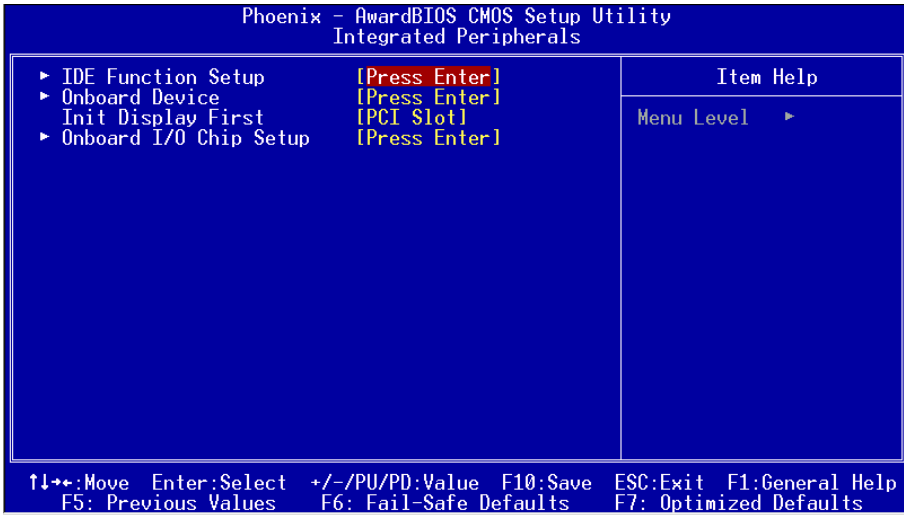 Phoenix - AwardBIOS CMOS Setup Utility
Integrated Peripherals
► IDE Function Setup [Press Enter]
► Onboard Device [Press Enter]
Init Display First [PCI Slot]
► Onboard I/O Chip Setup [Press Enter]
Item Help
Menu Level ►
↑↓→←:Move Enter:Select +/-/PU/PD:Value F10:Save ESC:Exit F1:General Help
F5: Previous Values F6: Fail-Safe Defaults F7: Optimized Defaults